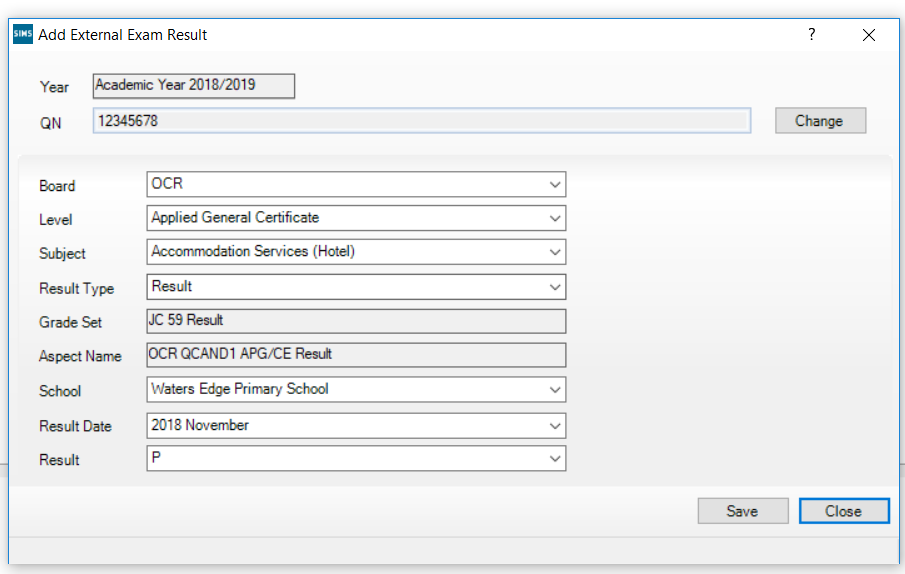 SIMS Add External Exam Result ?
Year Academic Year 2018/2019
QN 12345678 Change
Board OCR
Level Applied General Certificate
Subject Accommodation Services (Hotel)
Result Type Result
Grade Set JC 59 Result
Aspect Name OCR QCAND1 APG/CE Result
School Waters Edge Primary School
Result Date 2018 November
Result P
Save Close